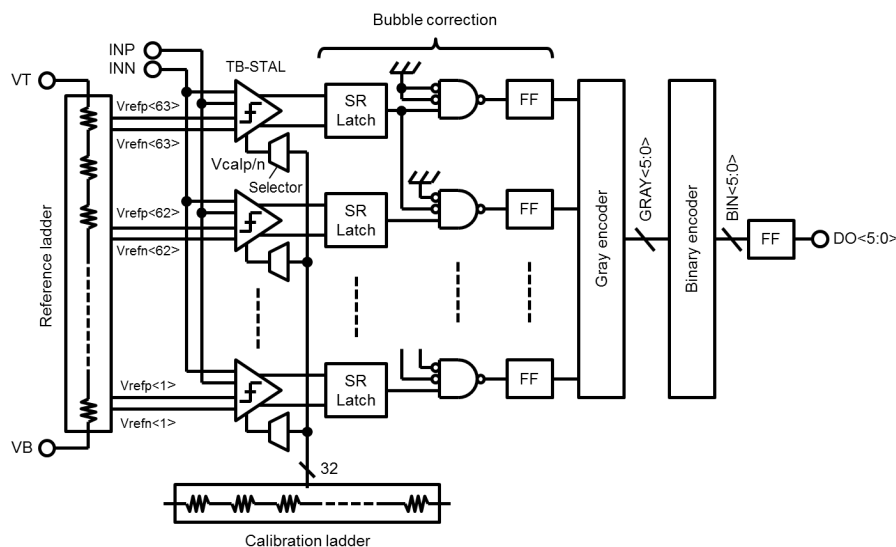 Bubble correction
INP
INN
TB-STAL
VT
Vrefp<63>
Vrefn<63>
SR
Latch
FF
Vcalp/n
Selector
Vrefp<62>
Vrefn<62>
SR
Latch
FF
Reference ladder
Gray encoder
GRAY<5:0>
Binary encoder
BIN<5:0>
FF
DO<5:0>
Vrefp<1>
Vrefn<1>
SR
Latch
FF
VB
32
Calibration ladder